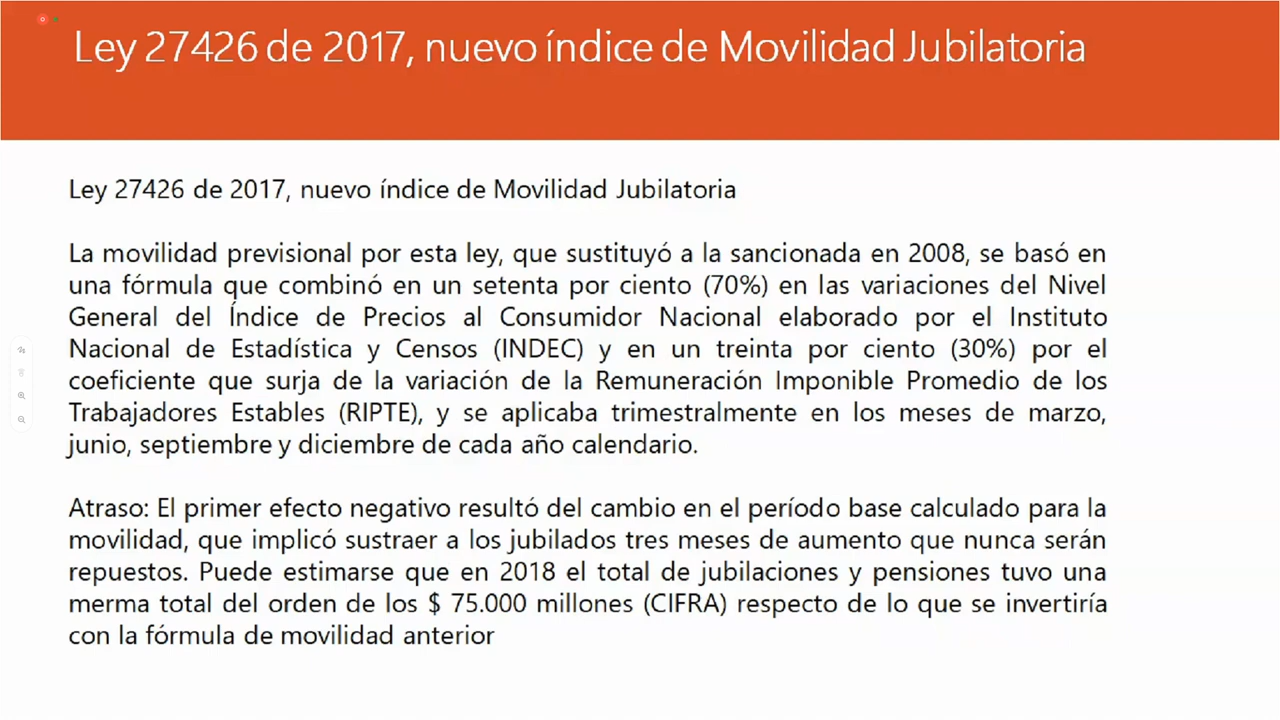 Ley 27426 de 2017, nuevo índice de Movilidad Jubilatoria
Ley 27426 de 2017, nuevo índice de Movilidad Jubilatoria
La movilidad previsional por esta ley, que sustituyó a la sancionada en 2008, se basó en
una fórmula que combinó en un setenta por ciento (70%) en las variaciones del Nivel
General del Índice de Precios al Consumidor Nacional elaborado por el Instituto
Nacional de Estadística y Censos (INDEC) y en un treinta por ciento (30%) por el
coeficiente que surja de la variación de la Remuneración Imponible Promedio de los
Trabajadores Estables (RIPTE), y se aplicaba trimestralmente en los meses de marzo,
junio, septiembre y diciembre de cada año calendario.
Atraso: El primer efecto negativo resultó del cambio en el período base calculado para la
movilidad, que implicó sustraer a los jubilados tres meses de aumento que nunca serán
repuestos. Puede estimarse que en 2018 el total de jubilaciones y pensiones tuvo una
merma total del orden de los $ 75.000 millones (CIFRA) respecto de lo que se invertiría
con la fórmula de movilidad anterior